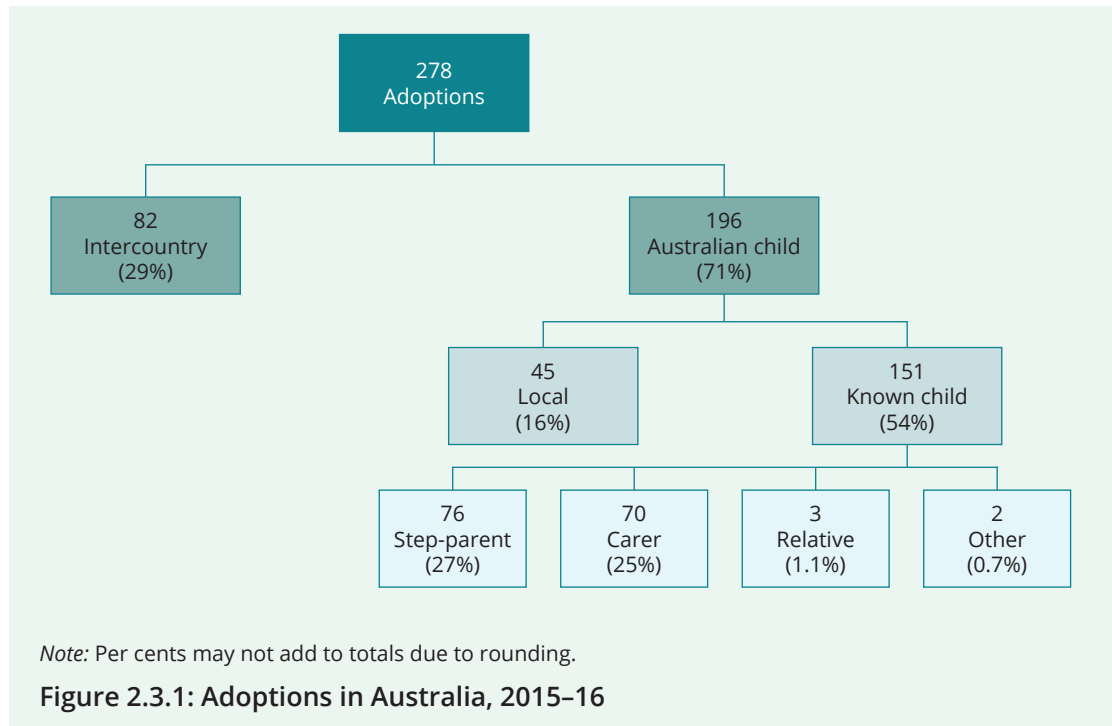 278
Adoptions
82
Intercountry
(29%)
196
Australian child
(71%)
45
Local
(16%)
151
Known child
(54%)
76
Step-parent
(27%)
70
Carer
(25%)
3
Relative
(1.1%)
2
Other
(0.7%)
Note: Per cents may not add to totals due to rounding.
Figure 2.3.1: Adoptions in Australia, 2015–16